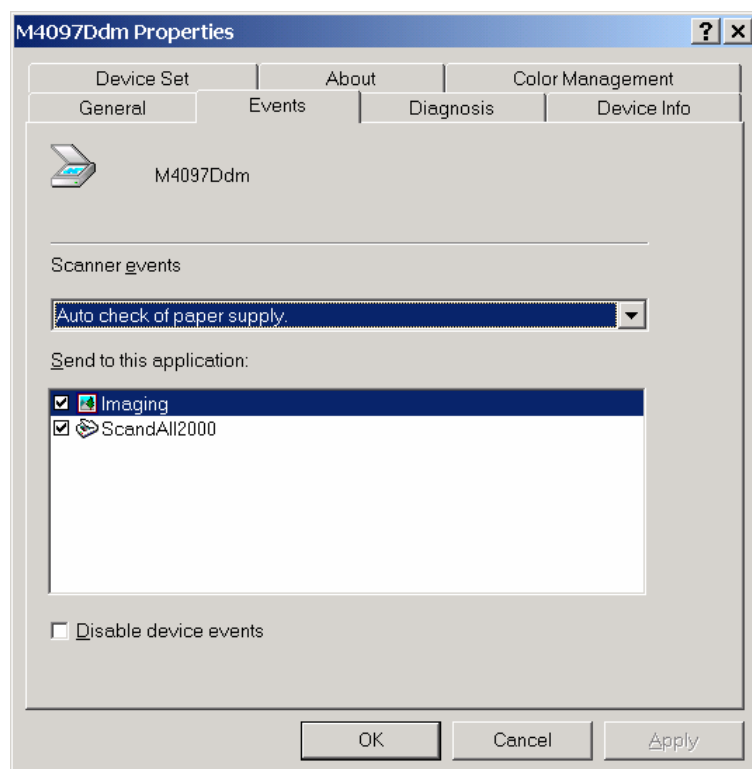 M4097Ddm Properties
Device Set About Color Management
General Events Diagnosis Device Info
M4097Ddm
Scanner events
Auto check of paper supply.
Send to this application:
Imaging
ScandAll2000
Disable device events
OK Cancel Apply